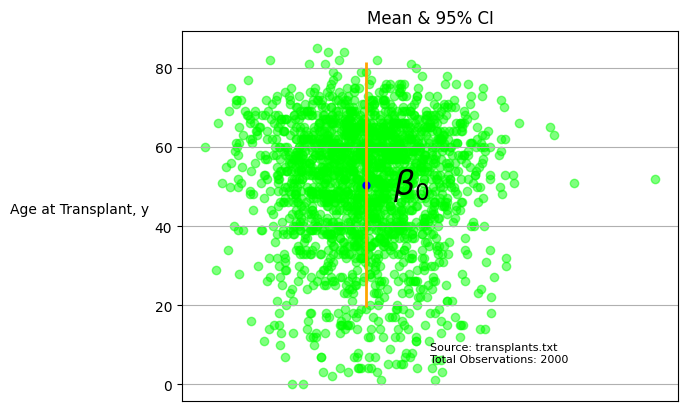 Mean & 95% CI
80
60
β₀
Age at Transplant, y
40
20
Source: transplants.txt
Total Observations: 2000
0